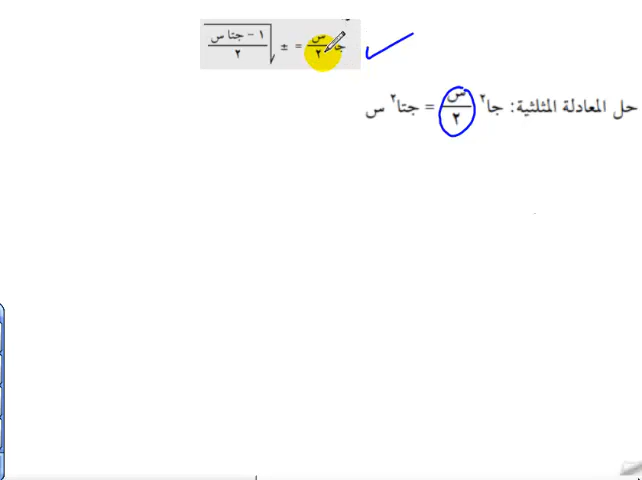 جا س/٢ = ± √((١ − جتا س)/٢)
حل المعادلة المثلثية: جا٢ س/٢ = جتا٢ س